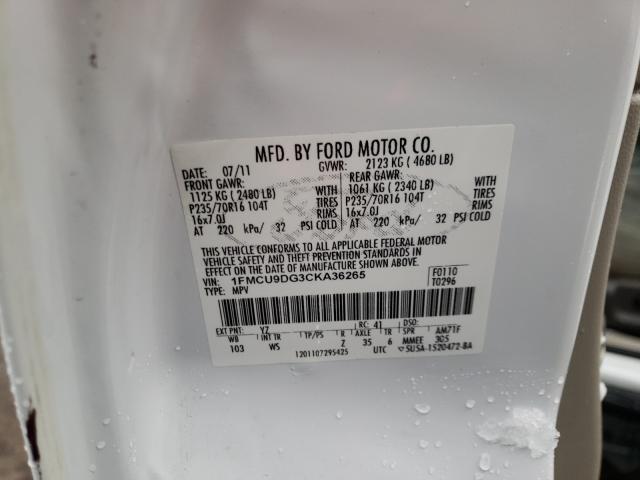 MFD. BY FORD MOTOR CO.
DATE: 07/11 GVWR: 2123 KG ( 4680 LB)
FRONT GAWR: REAR GAWR:
1125 KG ( 2480 LB) WITH 1061 KG ( 2340 LB) WITH
P235/70R16 104T TIRES P235/70R16 104T TIRES
16x7.0J RIMS 16x7.0J RIMS
AT 220 kPa/ 32 PSI COLD AT 220 kPa/ 32 PSI COLD
THIS VEHICLE CONFORMS TO ALL APPLICABLE FEDERAL MOTOR
VEHICLE SAFETY AND THEFT PREVENTION STANDARDS IN
EFFECT ON THE DATE OF MANUFACTURE SHOWN ABOVE.
VIN: 1FMCU9DG3CKA36265 F0110
TYPE: MPV T0296
EXT PNT: YZ RC: 41 DSO:
WB INT TR TP/PS R AXLE TR SPR AM71F
103 WS Z 35 6 MMEE 305
1201107295425 UTC 5U5A-1520472-BA